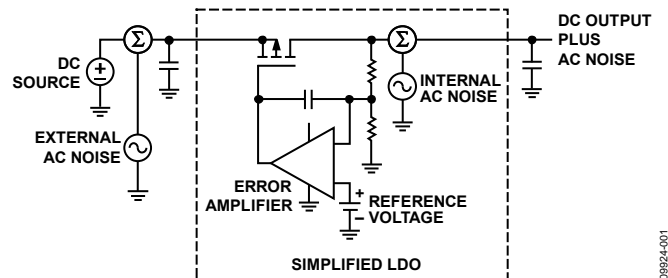 DC OUTPUT
PLUS
AC NOISE
Σ
Σ
DC
SOURCE
+
−
INTERNAL
AC NOISE
EXTERNAL
AC NOISE
ERROR
AMPLIFIER
+
−
REFERENCE
VOLTAGE
SIMPLIFIED LDO
09924-001